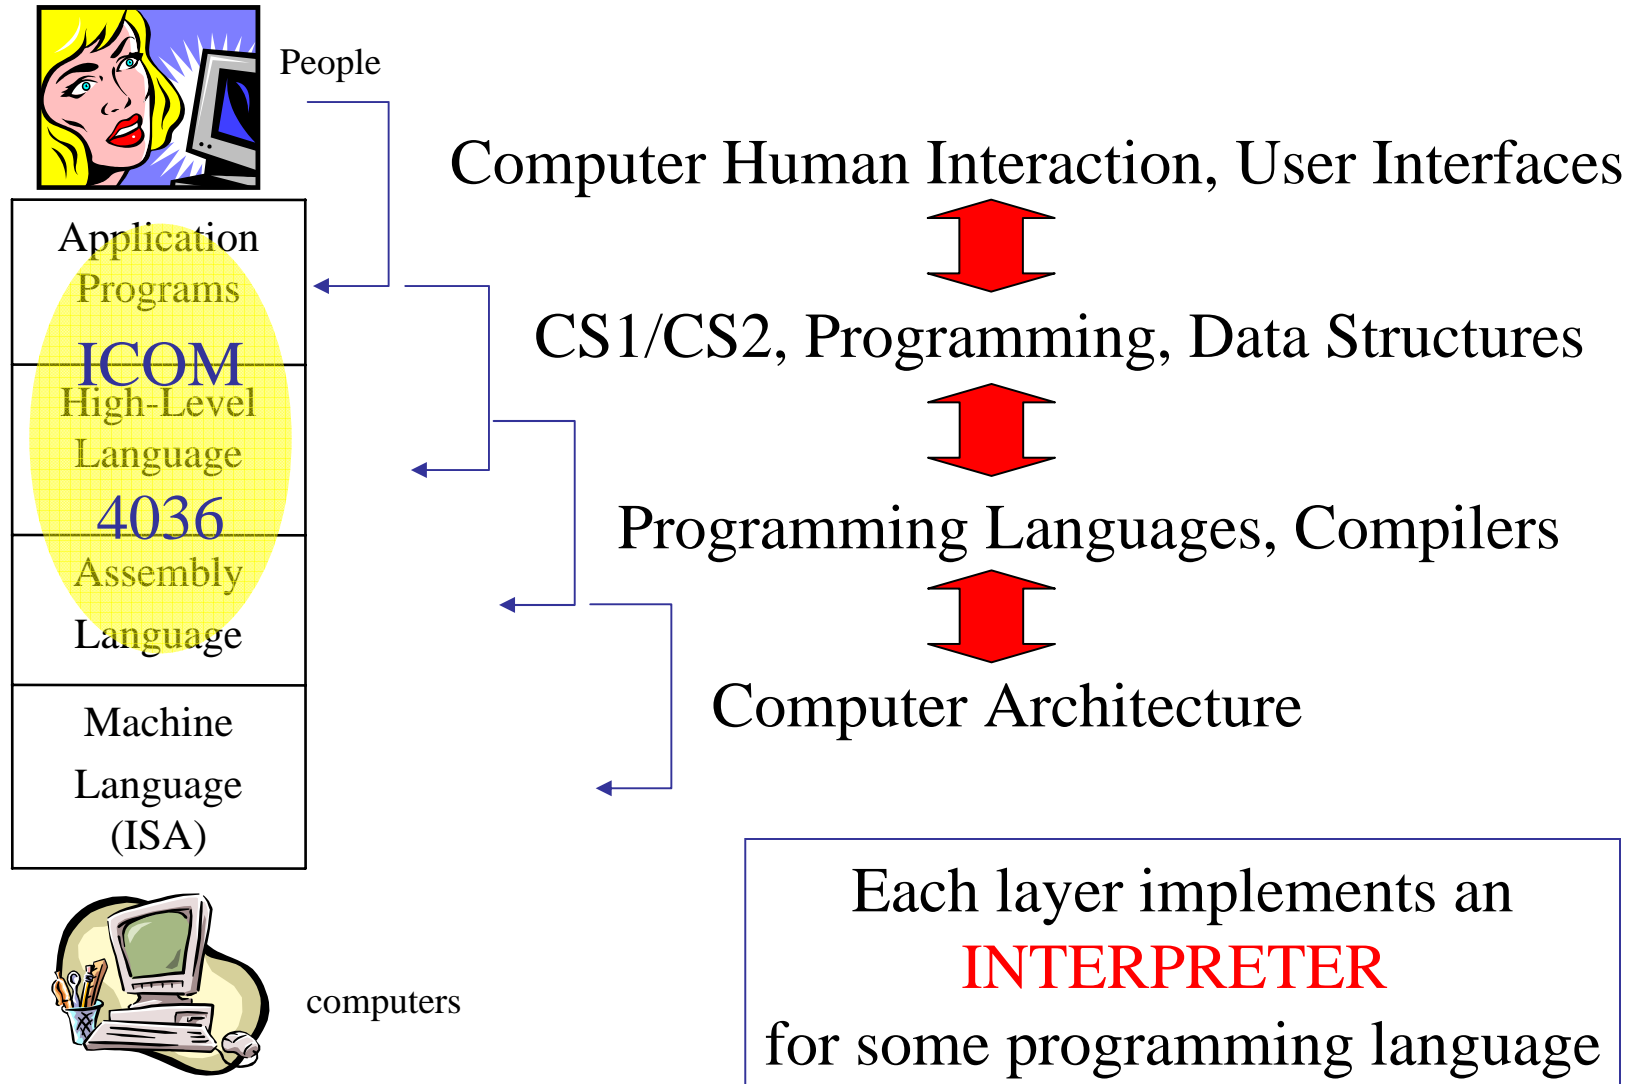 People
Computer Human Interaction, User Interfaces
Application
Programs
ICOM
High-Level
Language
4036
Assembly
Language
Machine
Language
(ISA)
CS1/CS2, Programming, Data Structures
Programming Languages, Compilers
Computer Architecture
computers
Each layer implements an
INTERPRETER
for some programming language